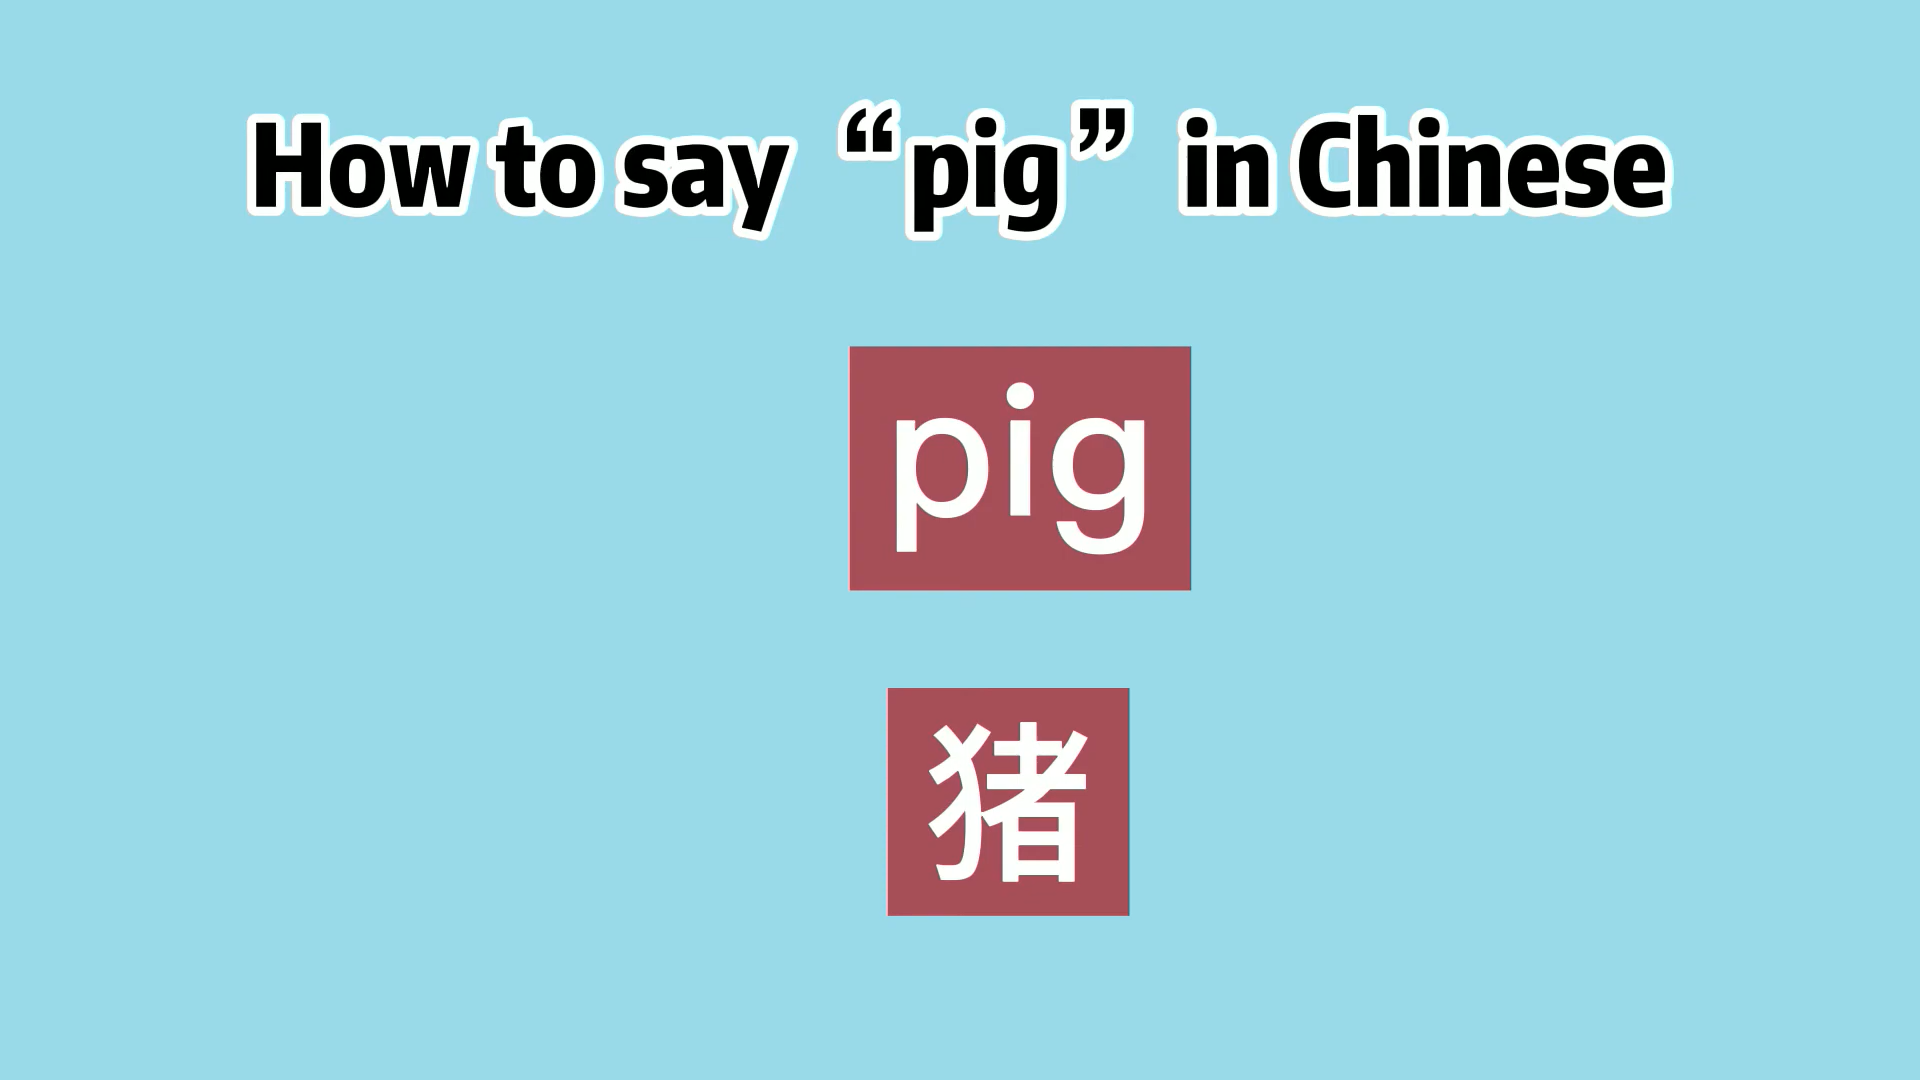 How to say “pig” in Chinese
pig
猪